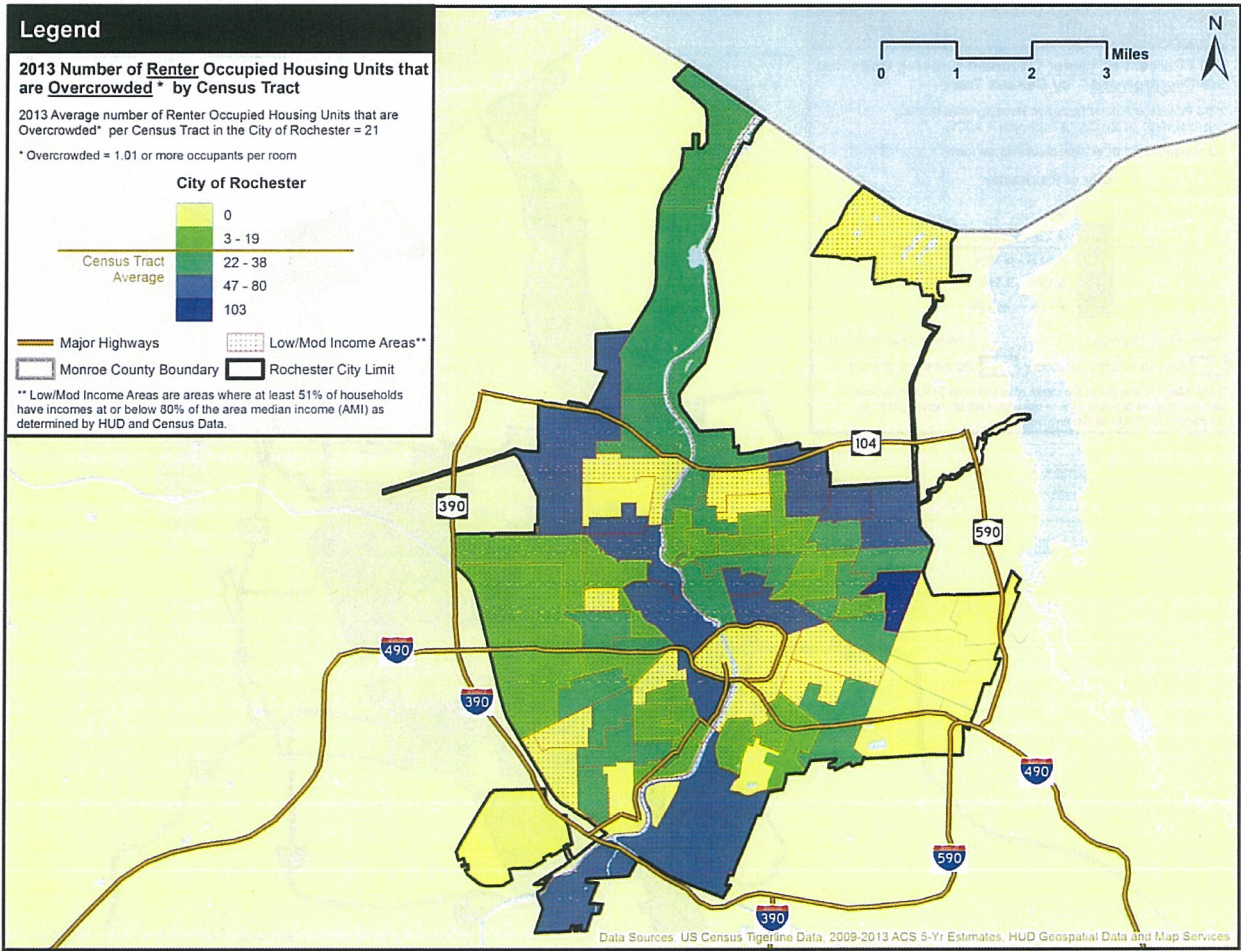 Legend
2013 Number of Renter Occupied Housing Units that
are Overcrowded * by Census Tract
2013 Average number of Renter Occupied Housing Units that are
Overcrowded* per Census Tract in the City of Rochester = 21
* Overcrowded = 1.01 or more occupants per room
City of Rochester
0
3 - 19
Census Tract
Average
22 - 38
47 - 80
103
Major Highways
Low/Mod Income Areas**
Monroe County Boundary
Rochester City Limit
** Low/Mod Income Areas are areas where at least 51% of households
have incomes at or below 80% of the area median income (AMI) as
determined by HUD and Census Data.
0 1 2 3 Miles
N
104
390
590
490
390
490
590
390
Data Sources: US Census Tigerline Data, 2009-2013 ACS 5-Yr Estimates, HUD Geospatial Data and Map Services